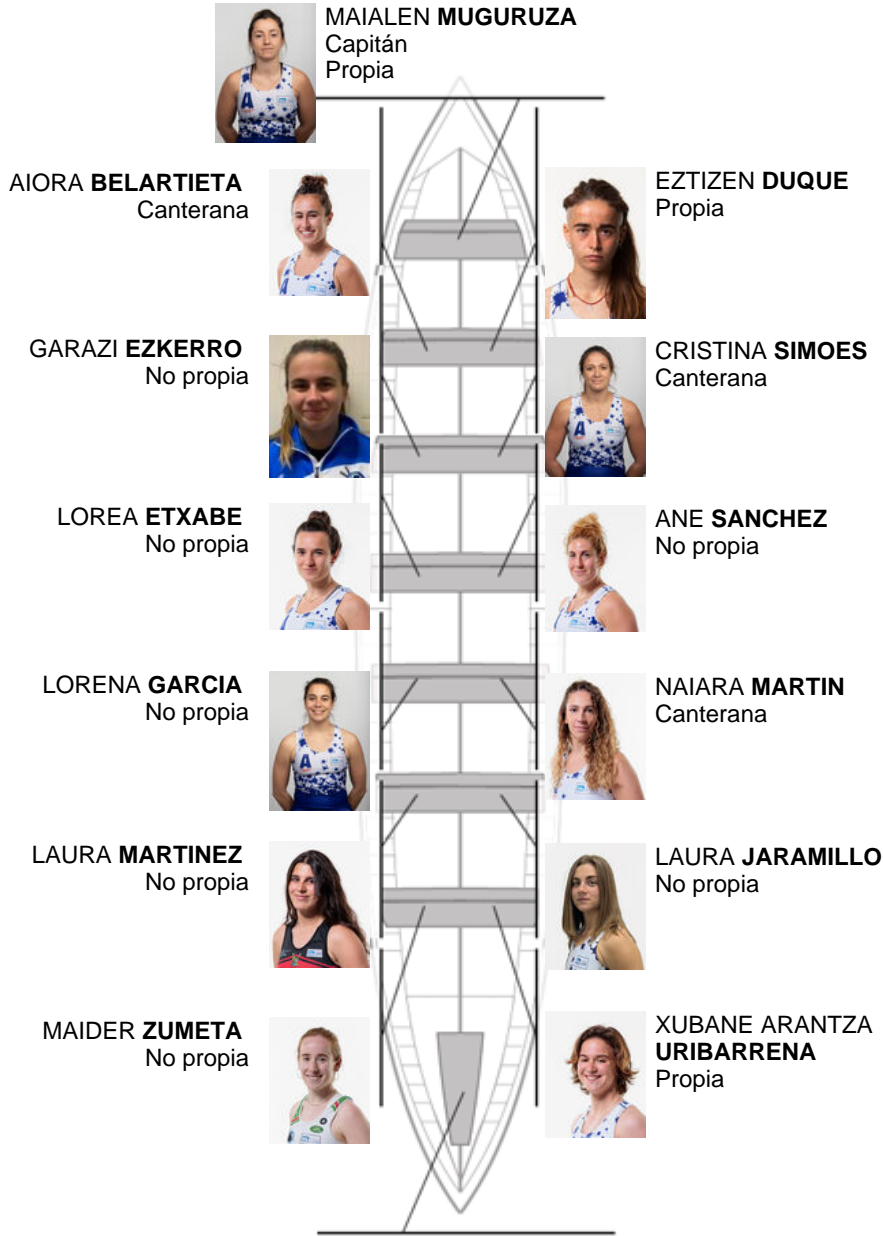 MAIALEN MUGURUZA
Capitán
Propia
AIORA BELARTIETA
Canterana
EZTIZEN DUQUE
Propia
GARAZI EZKERRO
No propia
CRISTINA SIMOES
Canterana
LOREA ETXABE
No propia
ANE SANCHEZ
No propia
LORENA GARCIA
No propia
NAIARA MARTIN
Canterana
LAURA MARTINEZ
No propia
LAURA JARAMILLO
No propia
MAIDER ZUMETA
No propia
XUBANE ARANTZA
URIBARRENA
Propia